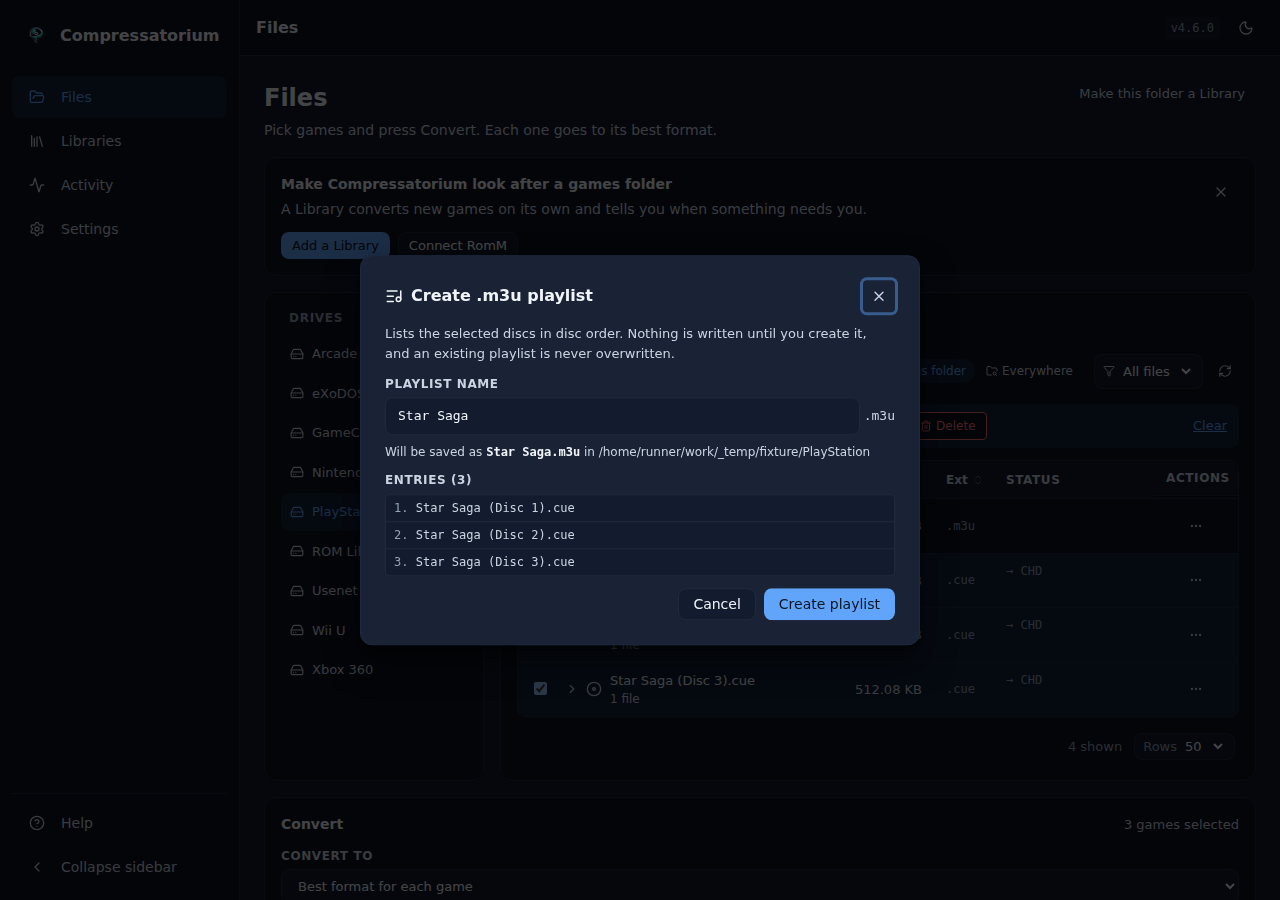 Compressatorium
Files
v4.6.0
Files
Libraries
Activity
Settings
Files
Make this folder a Library
Pick games and press Convert. Each one goes to its best format.
Make Compressatorium look after a games folder
A Library converts new games on its own and tells you when something needs you.
Add a Library
Connect RomM
DRIVES
Arcade
Wii U
Xbox 360
Create .m3u playlist
Lists the selected discs in disc order. Nothing is written until you create it,
and an existing playlist is never overwritten.
PLAYLIST NAME
Star Saga
.m3u
Will be saved as Star Saga.m3u in /home/runner/work/_temp/fixture/PlayStation
ENTRIES (3)
1. Star Saga (Disc 1).cue
2. Star Saga (Disc 2).cue
3. Star Saga (Disc 3).cue
Cancel
Create playlist
folder
Everywhere
All files
Delete
Clear
Ext
STATUS
ACTIONS
.m3u
.cue
→ CHD
.cue
→ CHD
1 file
Star Saga (Disc 3).cue
1 file
512.08 KB
.cue
→ CHD
4 shown
Rows 50
Convert
3 games selected
CONVERT TO
Best format for each game
Help
Collapse sidebar